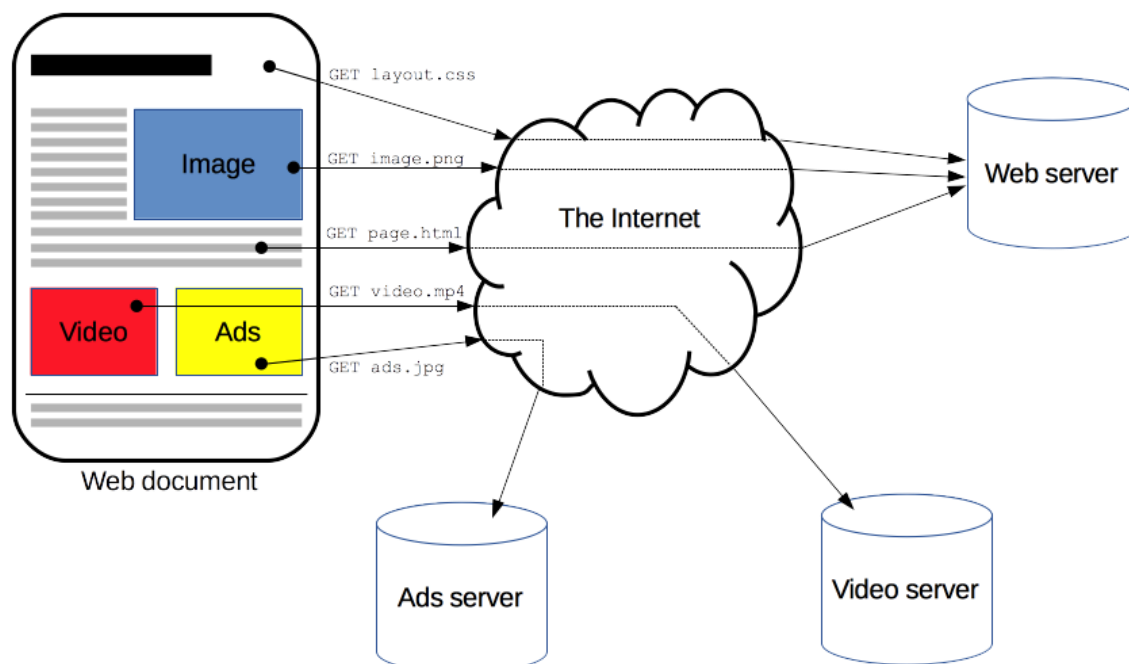 GET layout.css
Image
GET image.png
Web server
The Internet
GET page.html
GET video.mp4
Video
Ads
GET ads.jpg
Web document
Ads server
Video server